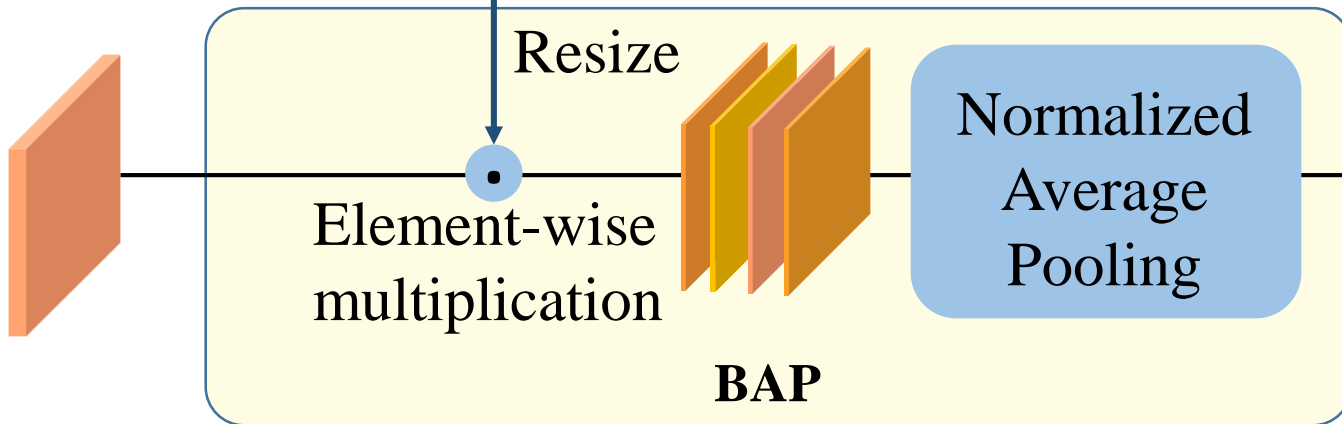 Resize
Element-wise
multiplication
Normalized
Average
Pooling
BAP